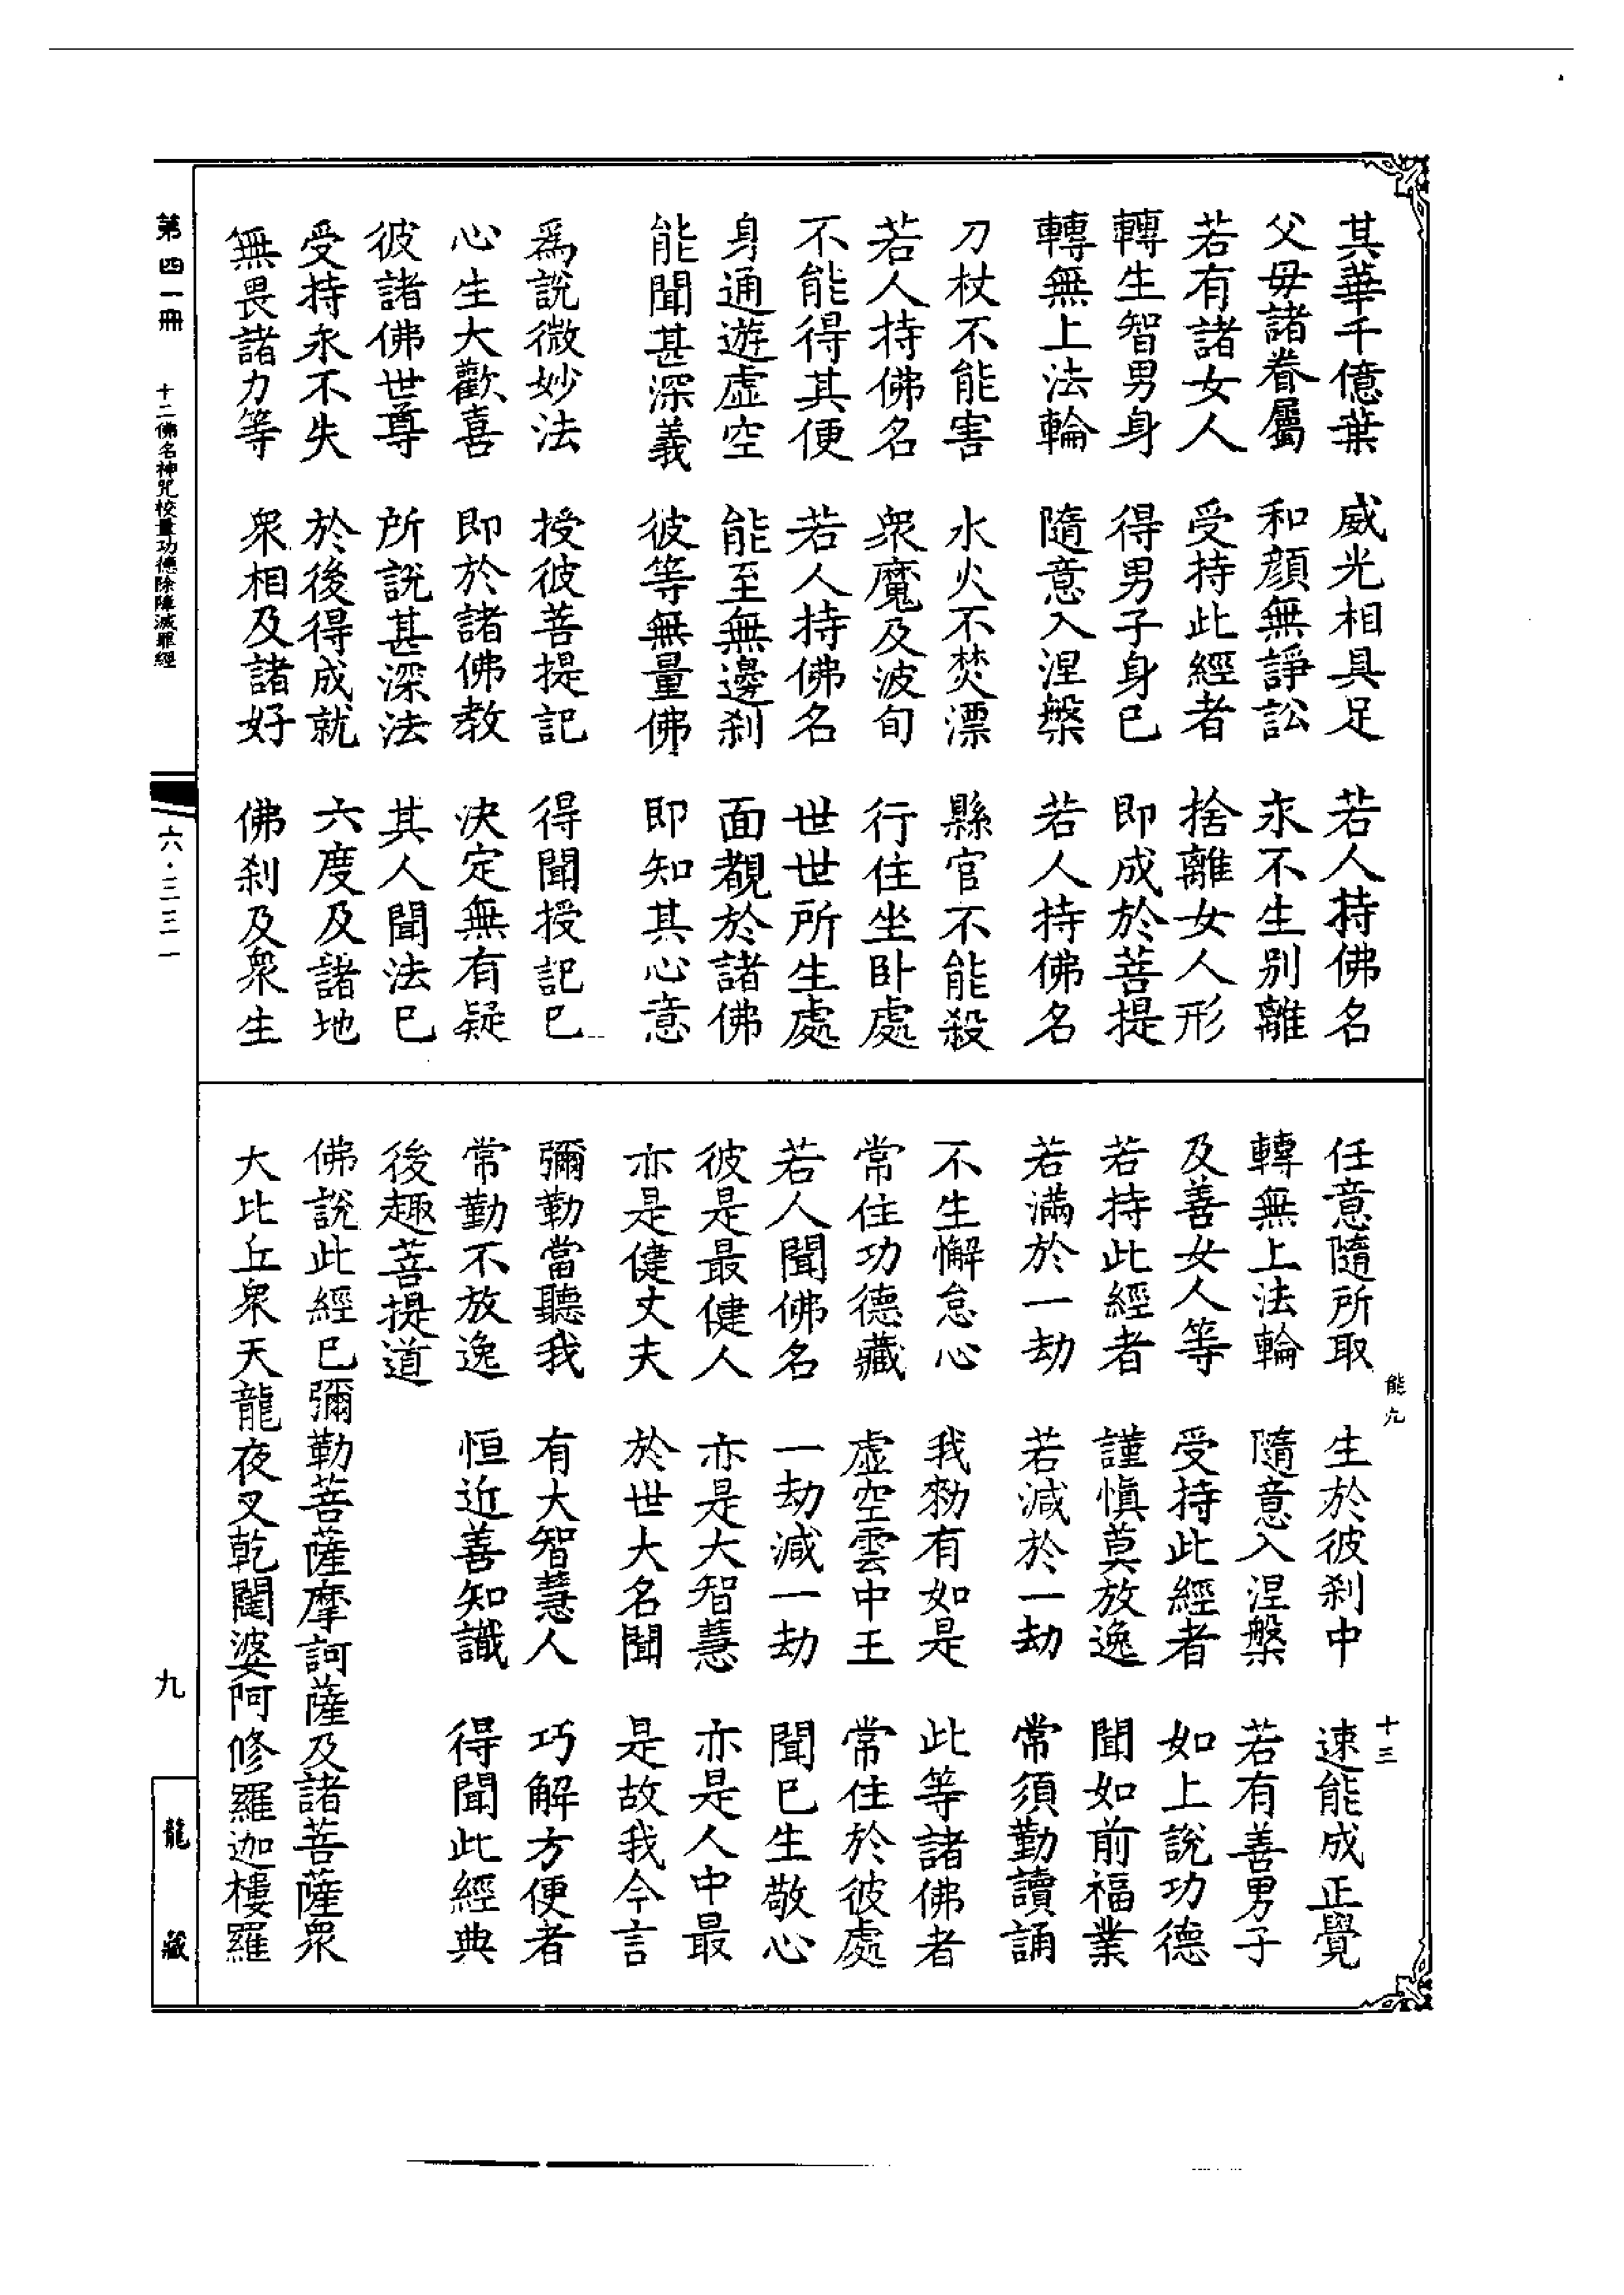 其華千億葉　威光相具足　若人持佛名
父母諸眷屬　和顏無諍訟　永不生別離
若有諸女人　受持此經者　捨離女人形
轉生智男身　得男子身已　即成於菩提
轉無上法輪　隨意入涅槃　若人持佛名
刀杖不能害　水火不焚漂　縣官不能殺
若人持佛名　衆魔及波旬　行住坐卧處
不能得其便　若人持佛名　世世所生處
身通遊虛空　能至無邊刹　面覩於諸佛
能聞甚深義　彼等無量佛　即知其心意
爲說微妙法　授彼菩提記　得聞授記已
心生大歡喜　即於諸佛教　決定無有疑
彼諸佛世尊　所說甚深法　其人聞法已
受持永不失　於後得成就　六度及諸地
無畏諸力等　衆相及諸好　佛刹及衆生
任意隨所取　生於彼刹中　速能成正覺
轉無上法輪　隨意入涅槃　若有善男子
及善女人等　受持此經者　如上說功德
若持此經者　謹慎莫放逸　聞如前福業
若滿於一劫　若減於一劫　常須勤讀誦
不生懈怠心　我勑有如是　此等諸佛者
常住功德藏　虛空雲中王　常住於彼處
若人聞佛名　一劫減一劫　聞已生敬心
彼是最健人　亦是大智慧　亦是人中最
亦是健丈夫　於世大名聞　是故我今言
彌勒當聽我　有大智慧人　巧解方便者
常勤不放逸　恒近善知識　得聞此經典
後趣菩提道
佛說此經已彌勒菩薩摩訶薩及諸菩薩衆
大比丘衆天龍夜叉乾闥婆阿修羅迦樓羅
能九
十三
第四一冊
十二佛名神咒校量功德除障滅罪經
六·三三一
九
龍藏